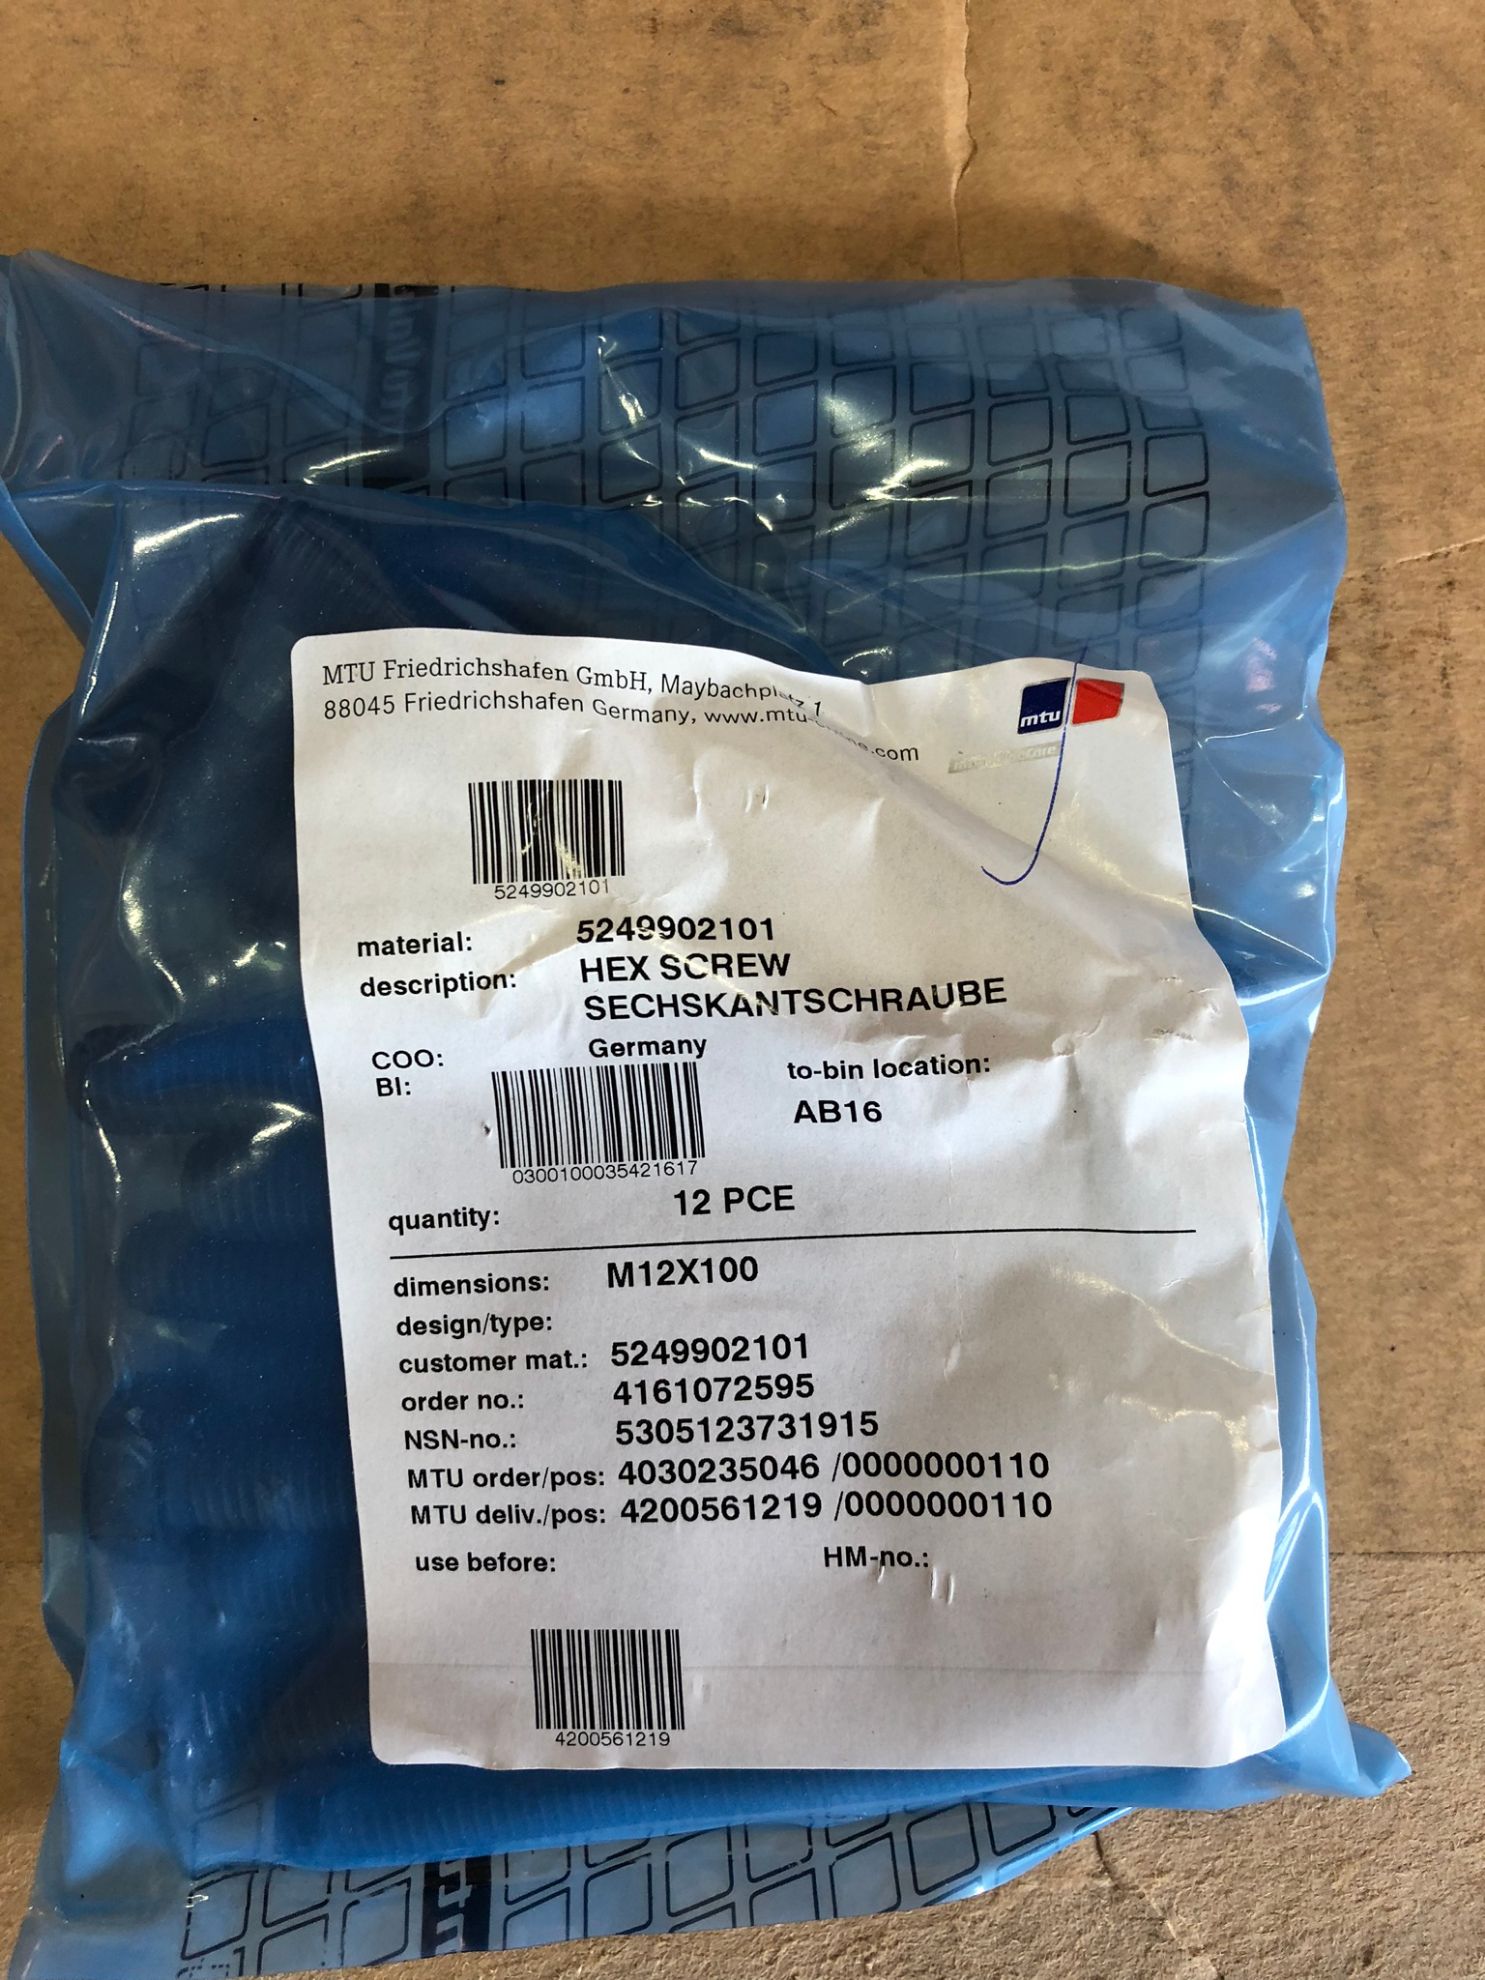 MTU Friedrichshafen GmbH, Maybachplatz 1
88045 Friedrichshafen Germany, www.mtu-online.com
mtu
5249902101
material: 5249902101
description: HEX SCREW
SECHSKANTSCHRAUBE
COO: Germany
BI:
to-bin location:
AB16
0300100035421617
quantity: 12 PCE
dimensions: M12X100
design/type:
customer mat.: 5249902101
order no.: 4161072595
NSN-no.: 5305123731915
MTU order/pos: 4030235046 /0000000110
MTU deliv./pos: 4200561219 /0000000110
use before: HM-no.:
4200561219